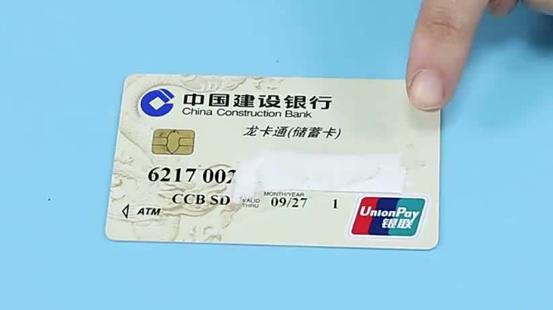 中国建设银行
China Construction Bank
龙卡通(储蓄卡)
6217 002
CCB SD
MONTH/YEAR
VALID THRU 09/27 1
ATM
UnionPay
银联